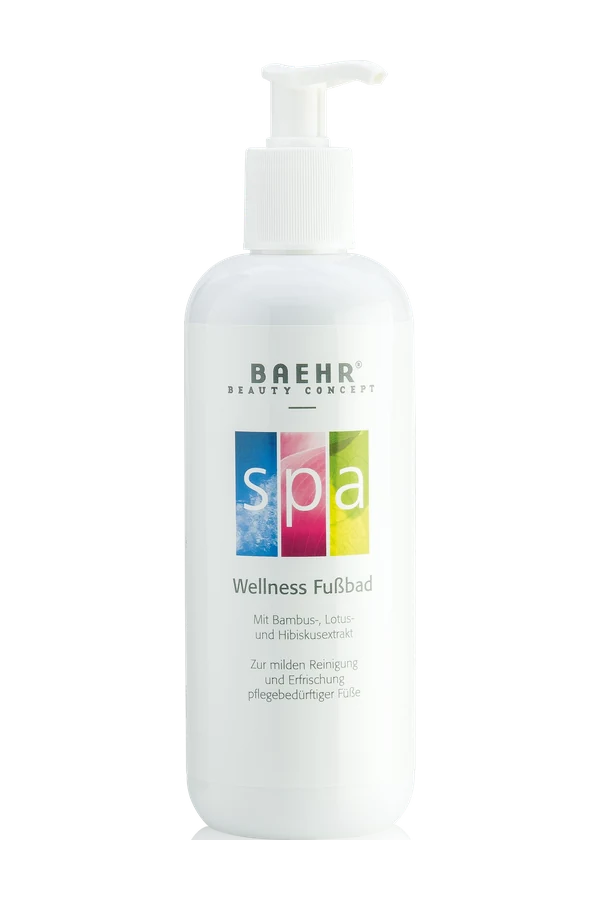 BAEHR®
BEAUTY CONCEPT
spa
Wellness Fußbad
Mit Bambus-, Lotus-
und Hibiskusextrakt
Zur milden Reinigung
und Erfrischung
pflegebedürftiger Füße